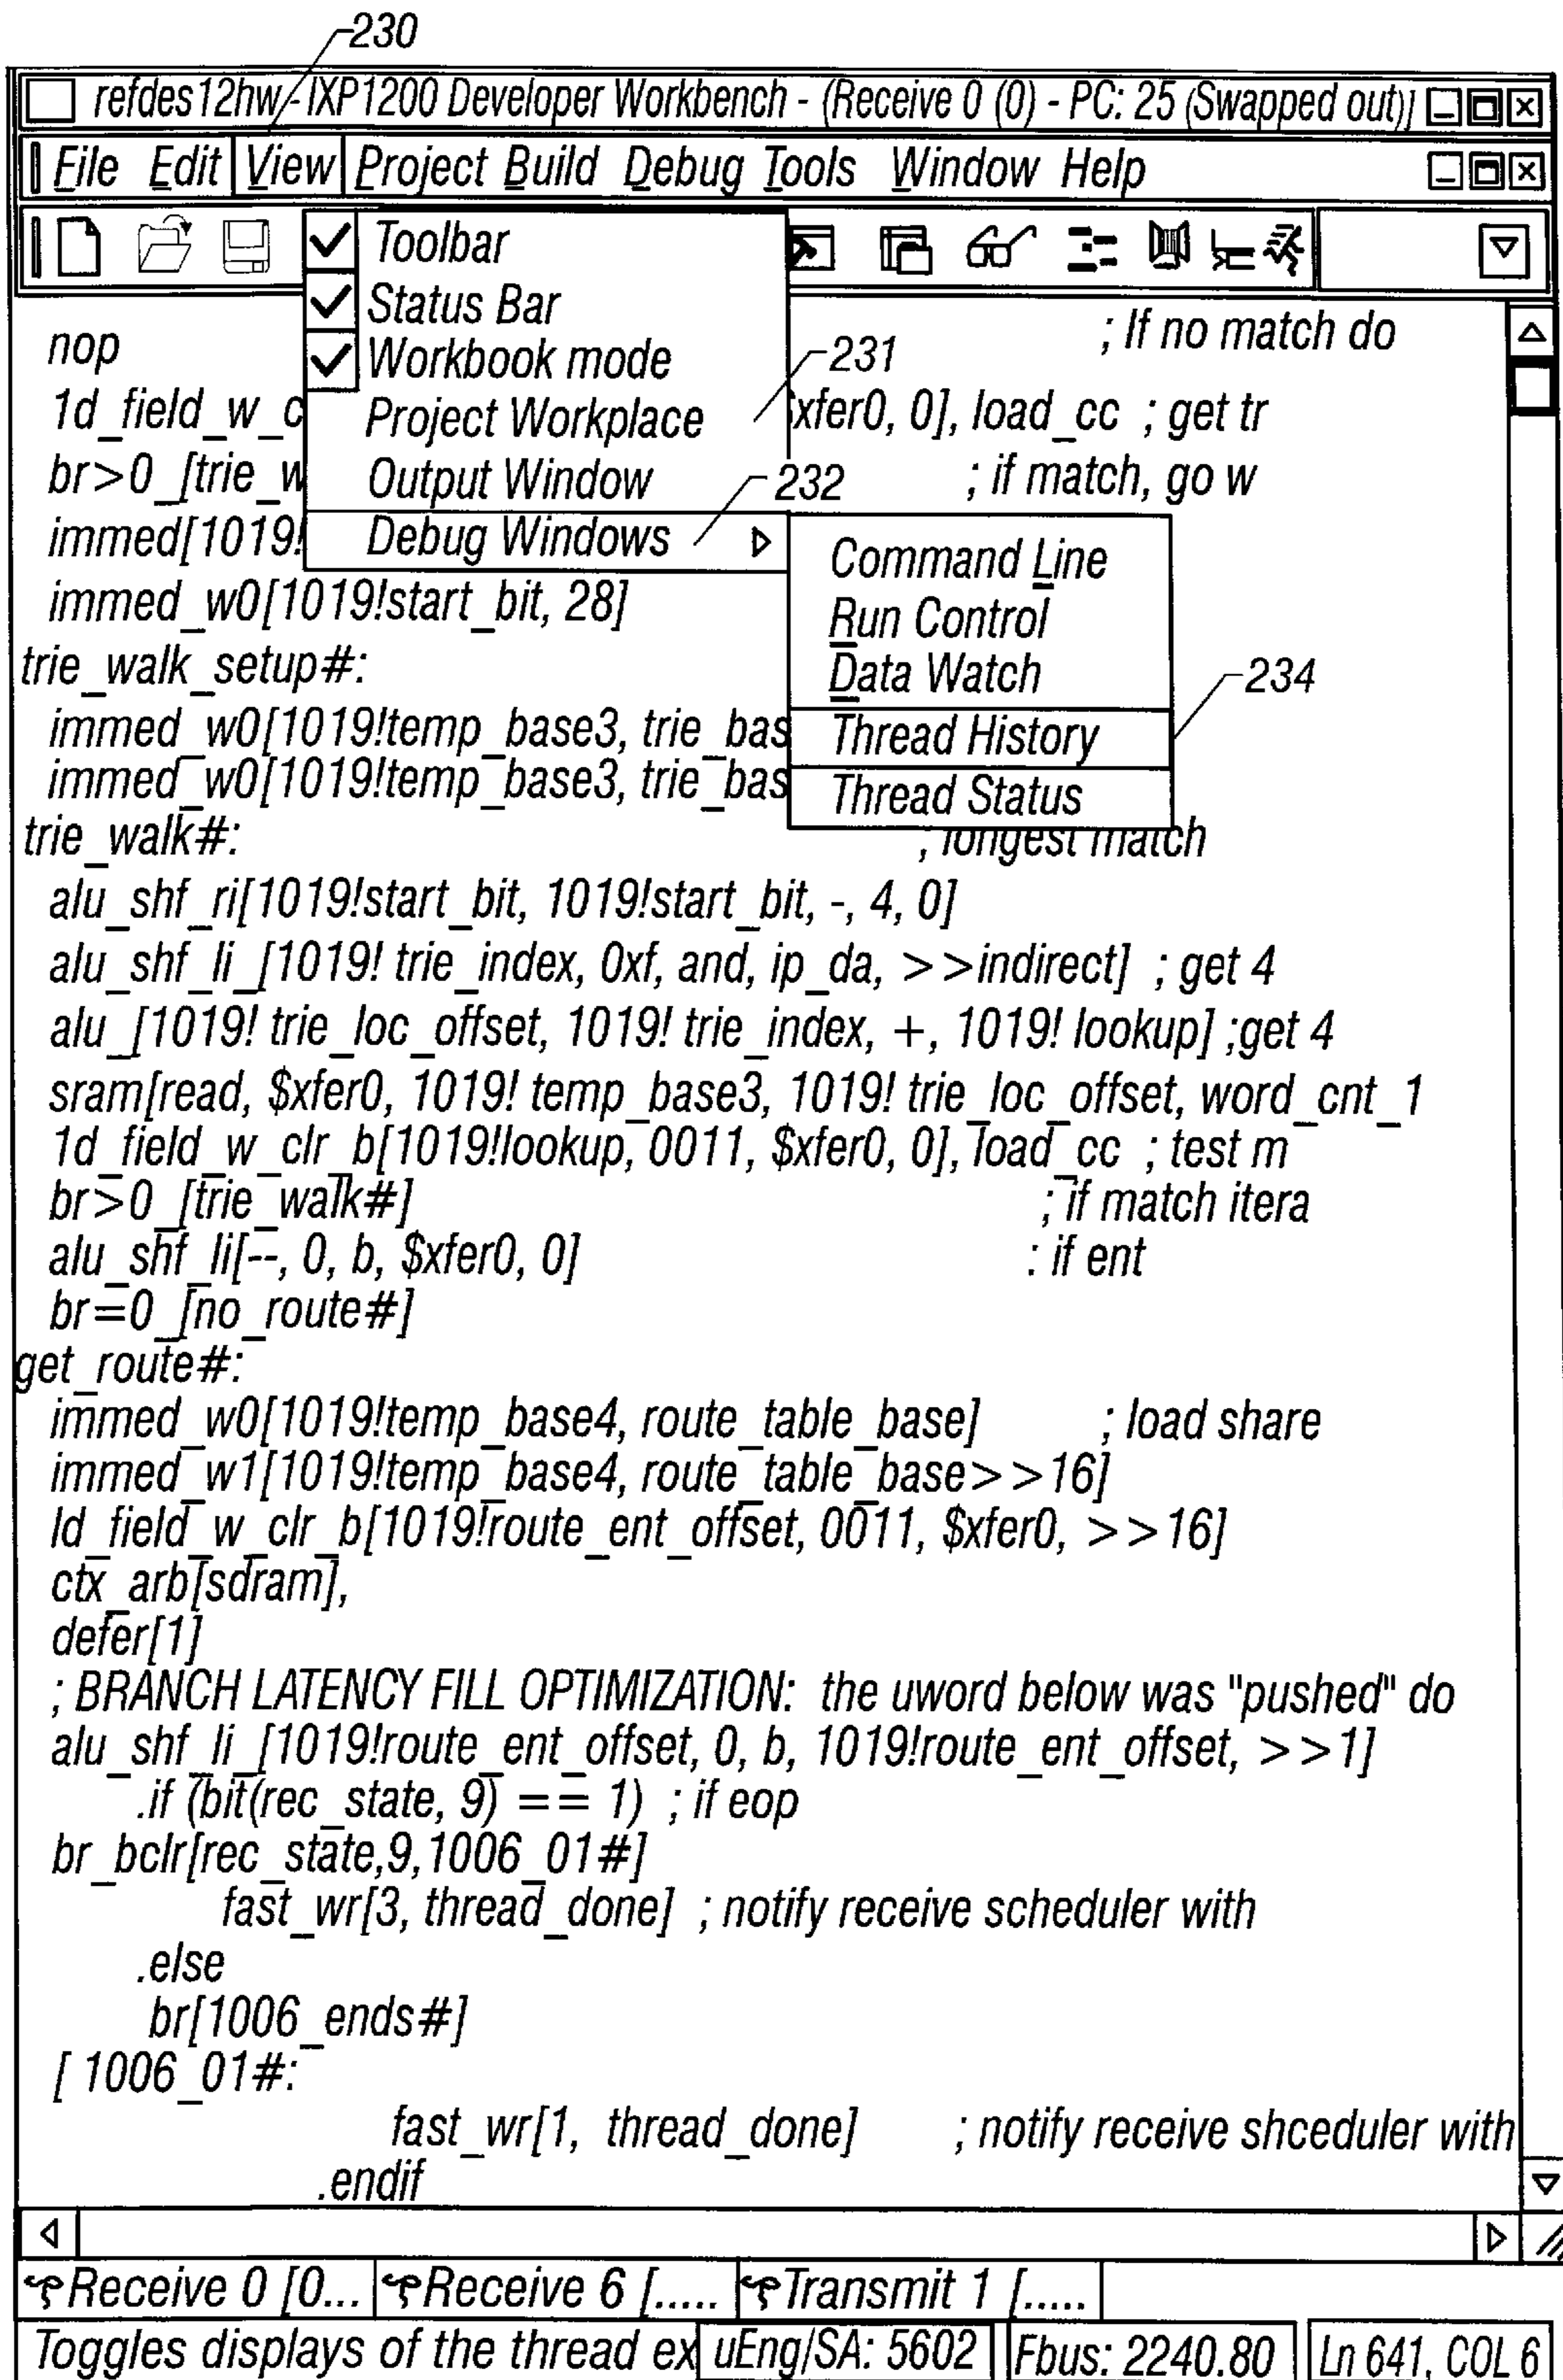 230
refdes12hw - IXP1200 Developer Workbench - (Receive 0 (0) - PC: 25 (Swapped out)]
File Edit View Project Build Debug Tools Window Help
Toolbar
Status Bar
Workbook mode
Project Workplace
Output Window
Debug Windows
231
232
Command Line
Run Control
Data Watch
Thread History
Thread Status
234
nop ; If no match do
1d_field_w_c $xfer0, 0], load_cc ; get tr
br>0_[trie_w ; if match, go w
immed[1019!
immed_w0[1019!start_bit, 28]
trie_walk_setup#:
immed_w0[1019!temp_base3, trie_bas
immed_w0[1019!temp_base3, trie_bas
trie_walk#: ; longest match
alu_shf_ri[1019!start_bit, 1019!start_bit, -, 4, 0]
alu_shf_li_[1019! trie_index, 0xf, and, ip_da, >>indirect] ; get 4
alu_[1019! trie_loc_offset, 1019! trie_index, +, 1019! lookup] ;get 4
sram[read, $xfer0, 1019! temp_base3, 1019! trie_loc_offset, word_cnt_1
1d_field_w_clr_b[1019!lookup, 0011, $xfer0, 0], load_cc ; test m
br>0_[trie_walk#] ; if match itera
alu_shf_li[--, 0, b, $xfer0, 0] : if ent
br=0_[no_route#]
get_route#:
immed_w0[1019!temp_base4, route_table_base] ; load share
immed_w1[1019!temp_base4, route_table_base>>16]
ld_field_w_clr_b[1019!route_ent_offset, 0011, $xfer0, >>16]
ctx_arb[sdram],
defer[1]
; BRANCH LATENCY FILL OPTIMIZATION: the uword below was "pushed" do
alu_shf_li_[1019!route_ent_offset, 0, b, 1019!route_ent_offset, >>1]
.if (bit(rec_state, 9) == 1) ; if eop
br_bclr[rec_state,9,1006_01#]
fast_wr[3, thread_done] ; notify receive scheduler with
.else
br[1006_ends#]
[ 1006_01#:
fast_wr[1, thread_done] ; notify receive shceduler with
.endif
Receive 0 [0... Receive 6 [..... Transmit 1 [.....
Toggles displays of the thread ex uEng/SA: 5602 Fbus: 2240.80 Ln 641, COL 6